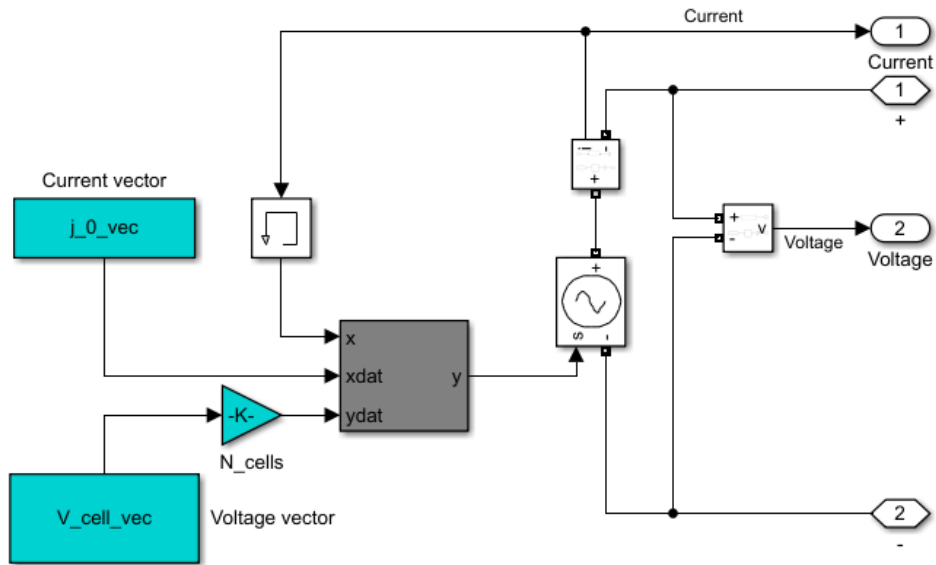 Current
1
Current
1
+
i
-
+
Current vector
j_0_vec
+
-
v
Voltage
2
Voltage
+
s
-
x
xdat
y
ydat
-K-
N_cells
V_cell_vec
Voltage vector
2
-